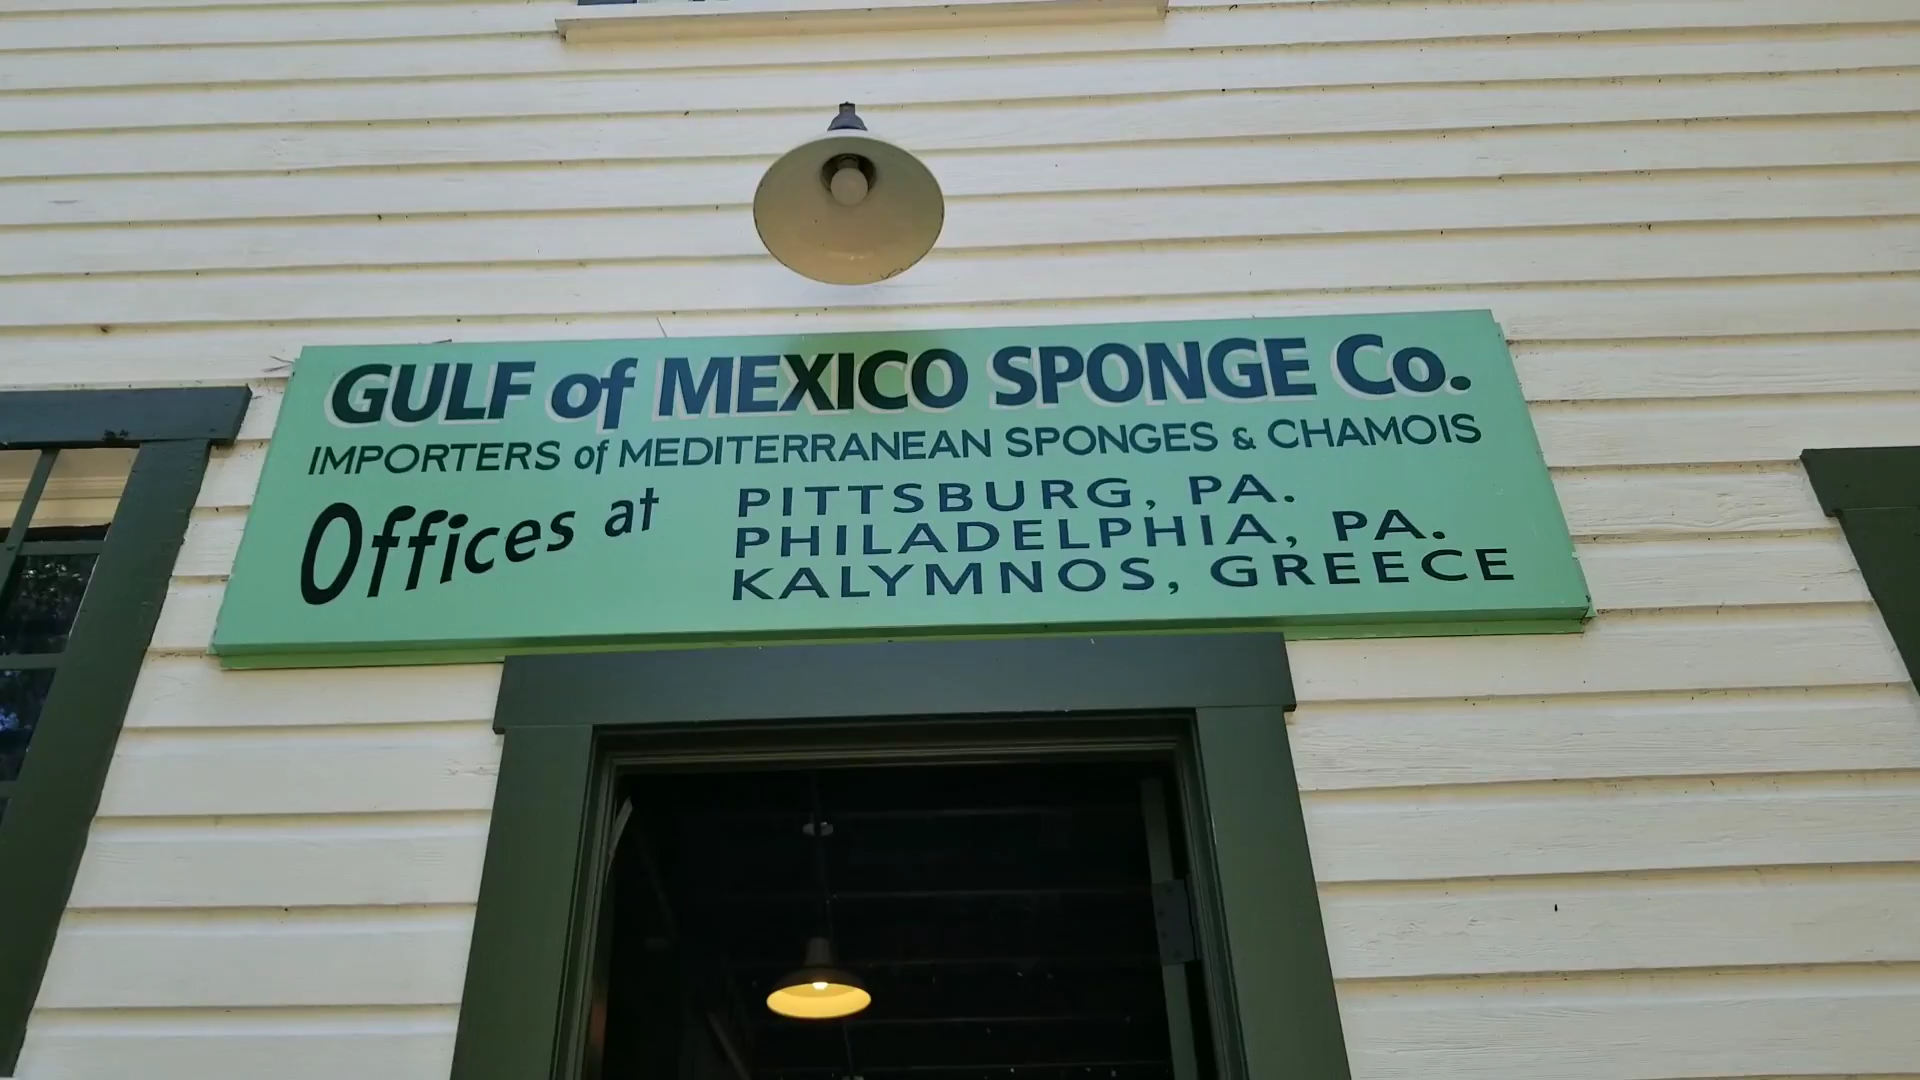 GULF of MEXICO SPONGE Co.
IMPORTERS of MEDITERRANEAN SPONGES & CHAMOIS
Offices at PITTSBURG, PA.
PHILADELPHIA, PA.
KALYMNOS, GREECE